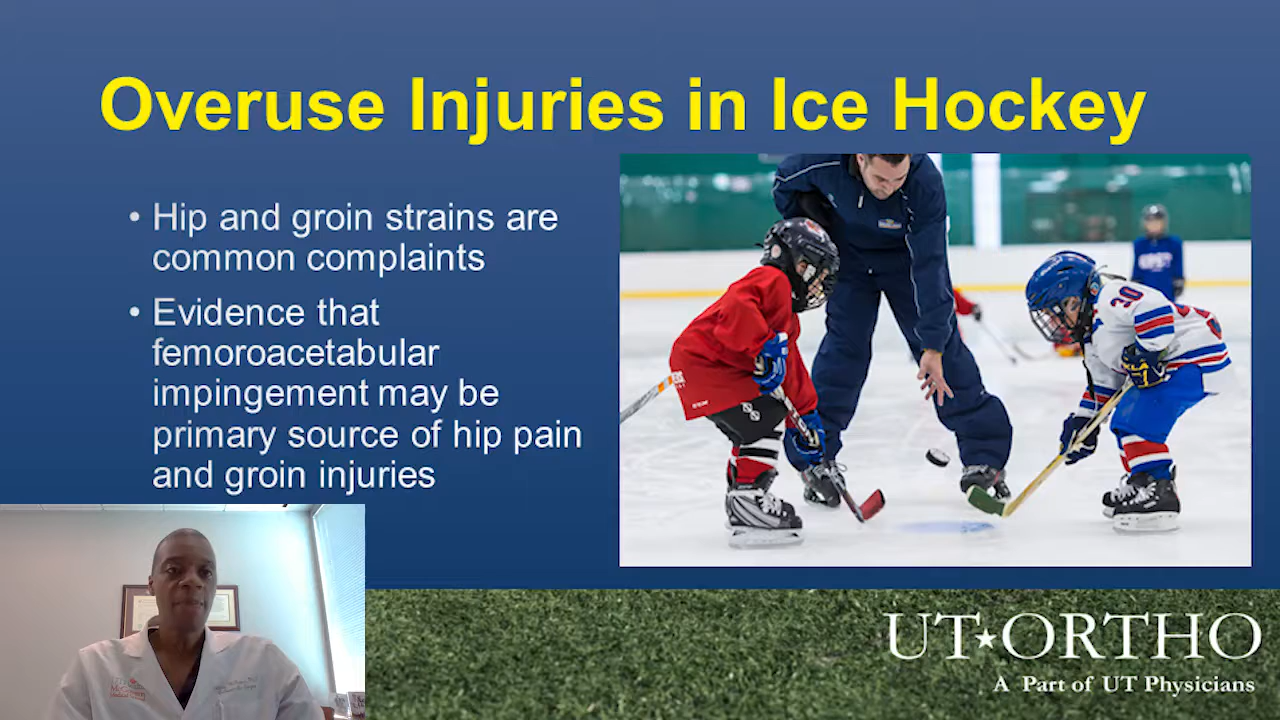 Overuse Injuries in Ice Hockey
• Hip and groin strains are
common complaints
• Evidence that
femoroacetabular
impingement may be
primary source of hip pain
and groin injuries
30
UT★ORTHO
A Part of UT Physicians